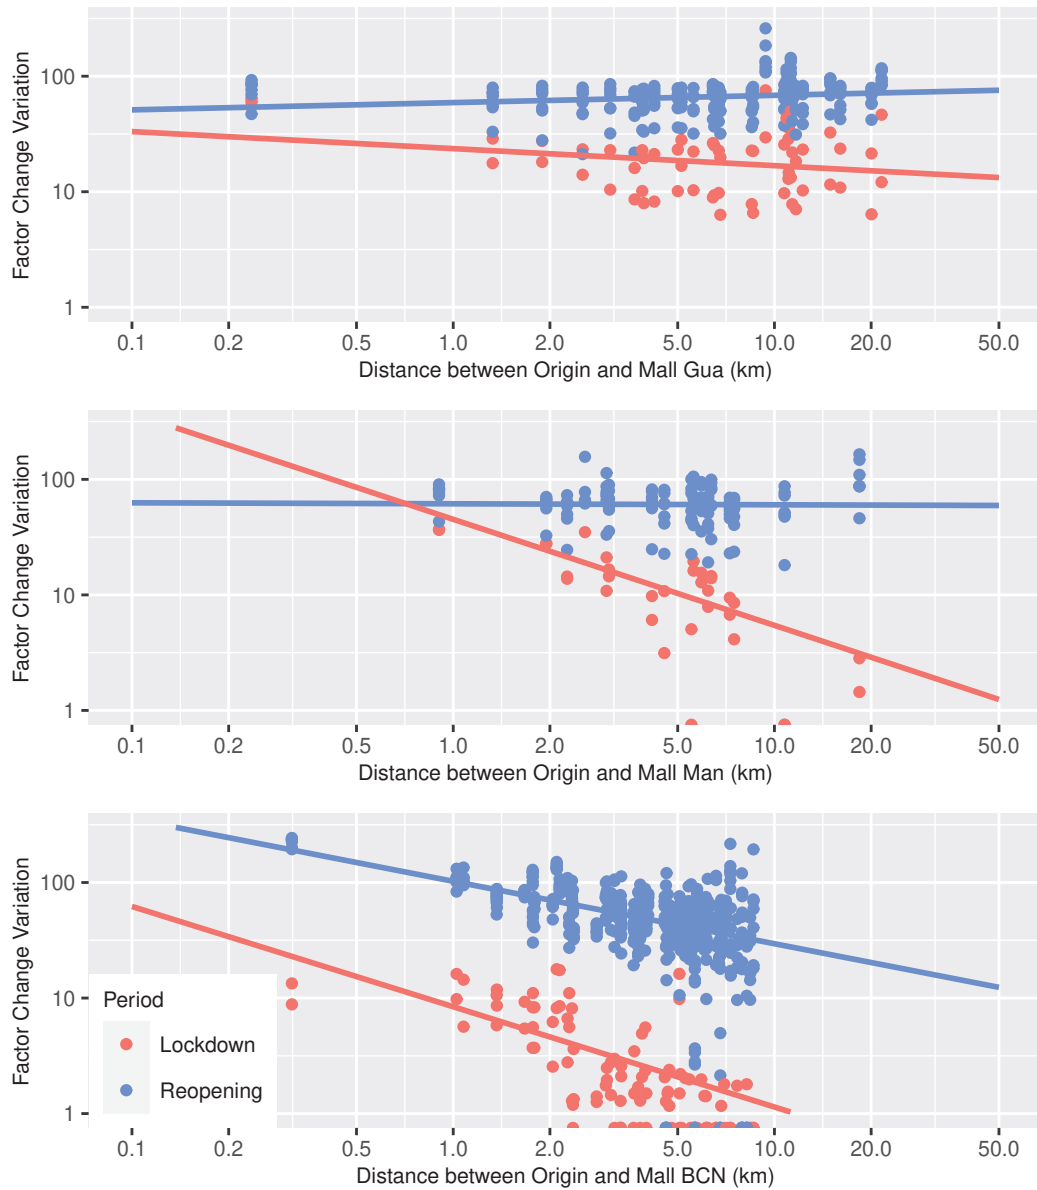 Factor Change Variation
100
10
1
0.1 0.2 0.5 1.0 2.0 5.0 10.0 20.0 50.0
Distance between Origin and Mall Gua (km)
Factor Change Variation
100
10
1
0.1 0.2 0.5 1.0 2.0 5.0 10.0 20.0 50.0
Distance between Origin and Mall Man (km)
Factor Change Variation
100
10
1
Period
Lockdown
Reopening
0.1 0.2 0.5 1.0 2.0 5.0 10.0 20.0 50.0
Distance between Origin and Mall BCN (km)